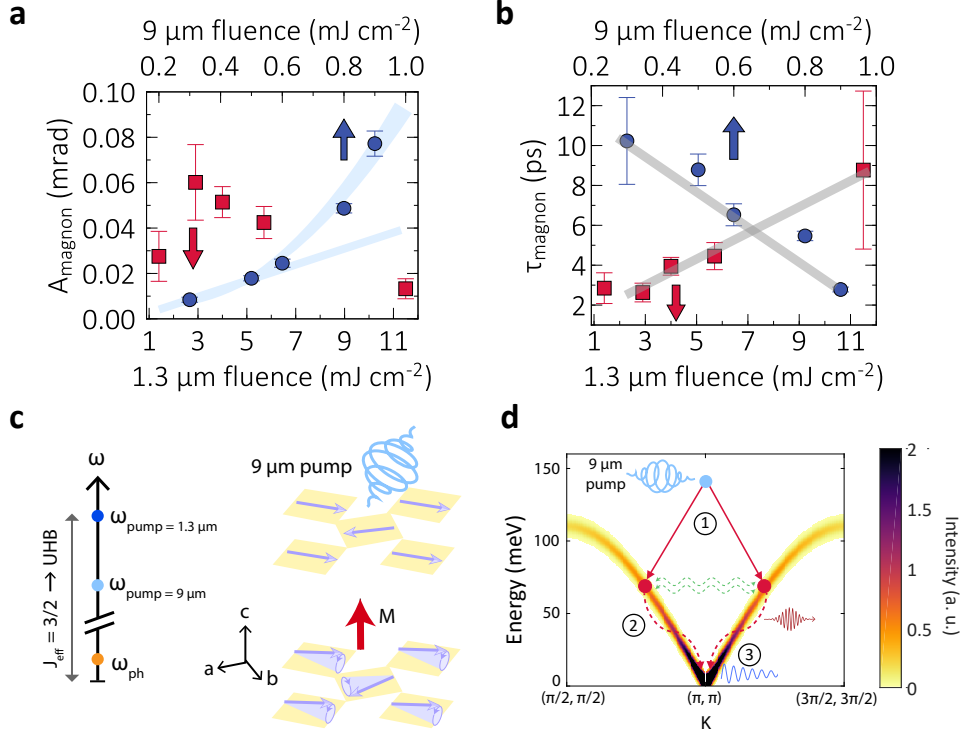 a
9 µm fluence (mJ cm⁻²)
0.2 0.4 0.6 0.8 1.0
A_magnon (mrad)
0.10
0.08
0.06
0.04
0.02
0.00
1 3 5 7 9 11
1.3 µm fluence (mJ cm⁻²)
b
9 µm fluence (mJ cm⁻²)
0.2 0.4 0.6 0.8 1.0
τ_magnon (ps)
12
10
8
6
4
2
1 3 5 7 9 11
1.3 µm fluence (mJ cm⁻²)
c
ω
ω_pump = 1.3 µm
ω_pump = 9 µm
ω_ph
J_eff = 3/2 → UHB
9 µm pump
M
c
a
b
d
9 µm
pump
1
2
3
Energy (meV)
150
100
50
0
(π/2, π/2) (π, π) (3π/2, 3π/2)
K
2
1.5
1
0.5
0
Intensity (a. u.)